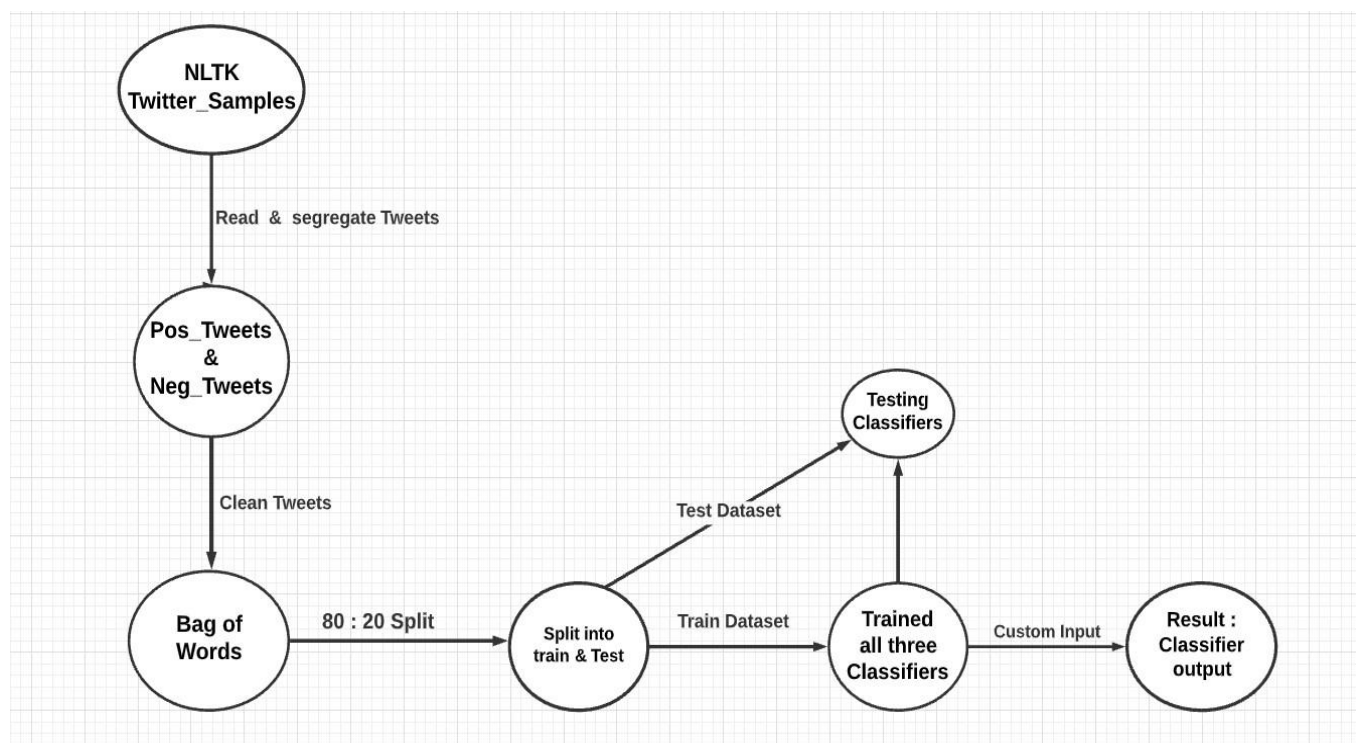 NLTK
Twitter_Samples
Read & segregate Tweets
Pos_Tweets
&
Neg_Tweets
Clean Tweets
Bag of
Words
80 : 20 Split
Split into
train & Test
Test Dataset
Testing
Classifiers
Train Dataset
Trained
all three
Classifiers
Custom Input
Result :
Classifier
output